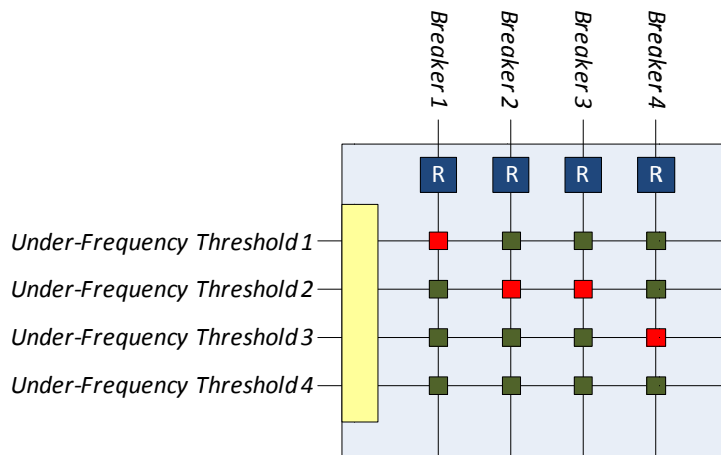 Breaker 1
Breaker 2
Breaker 3
Breaker 4
R R R R
Under-Frequency Threshold 1
Under-Frequency Threshold 2
Under-Frequency Threshold 3
Under-Frequency Threshold 4